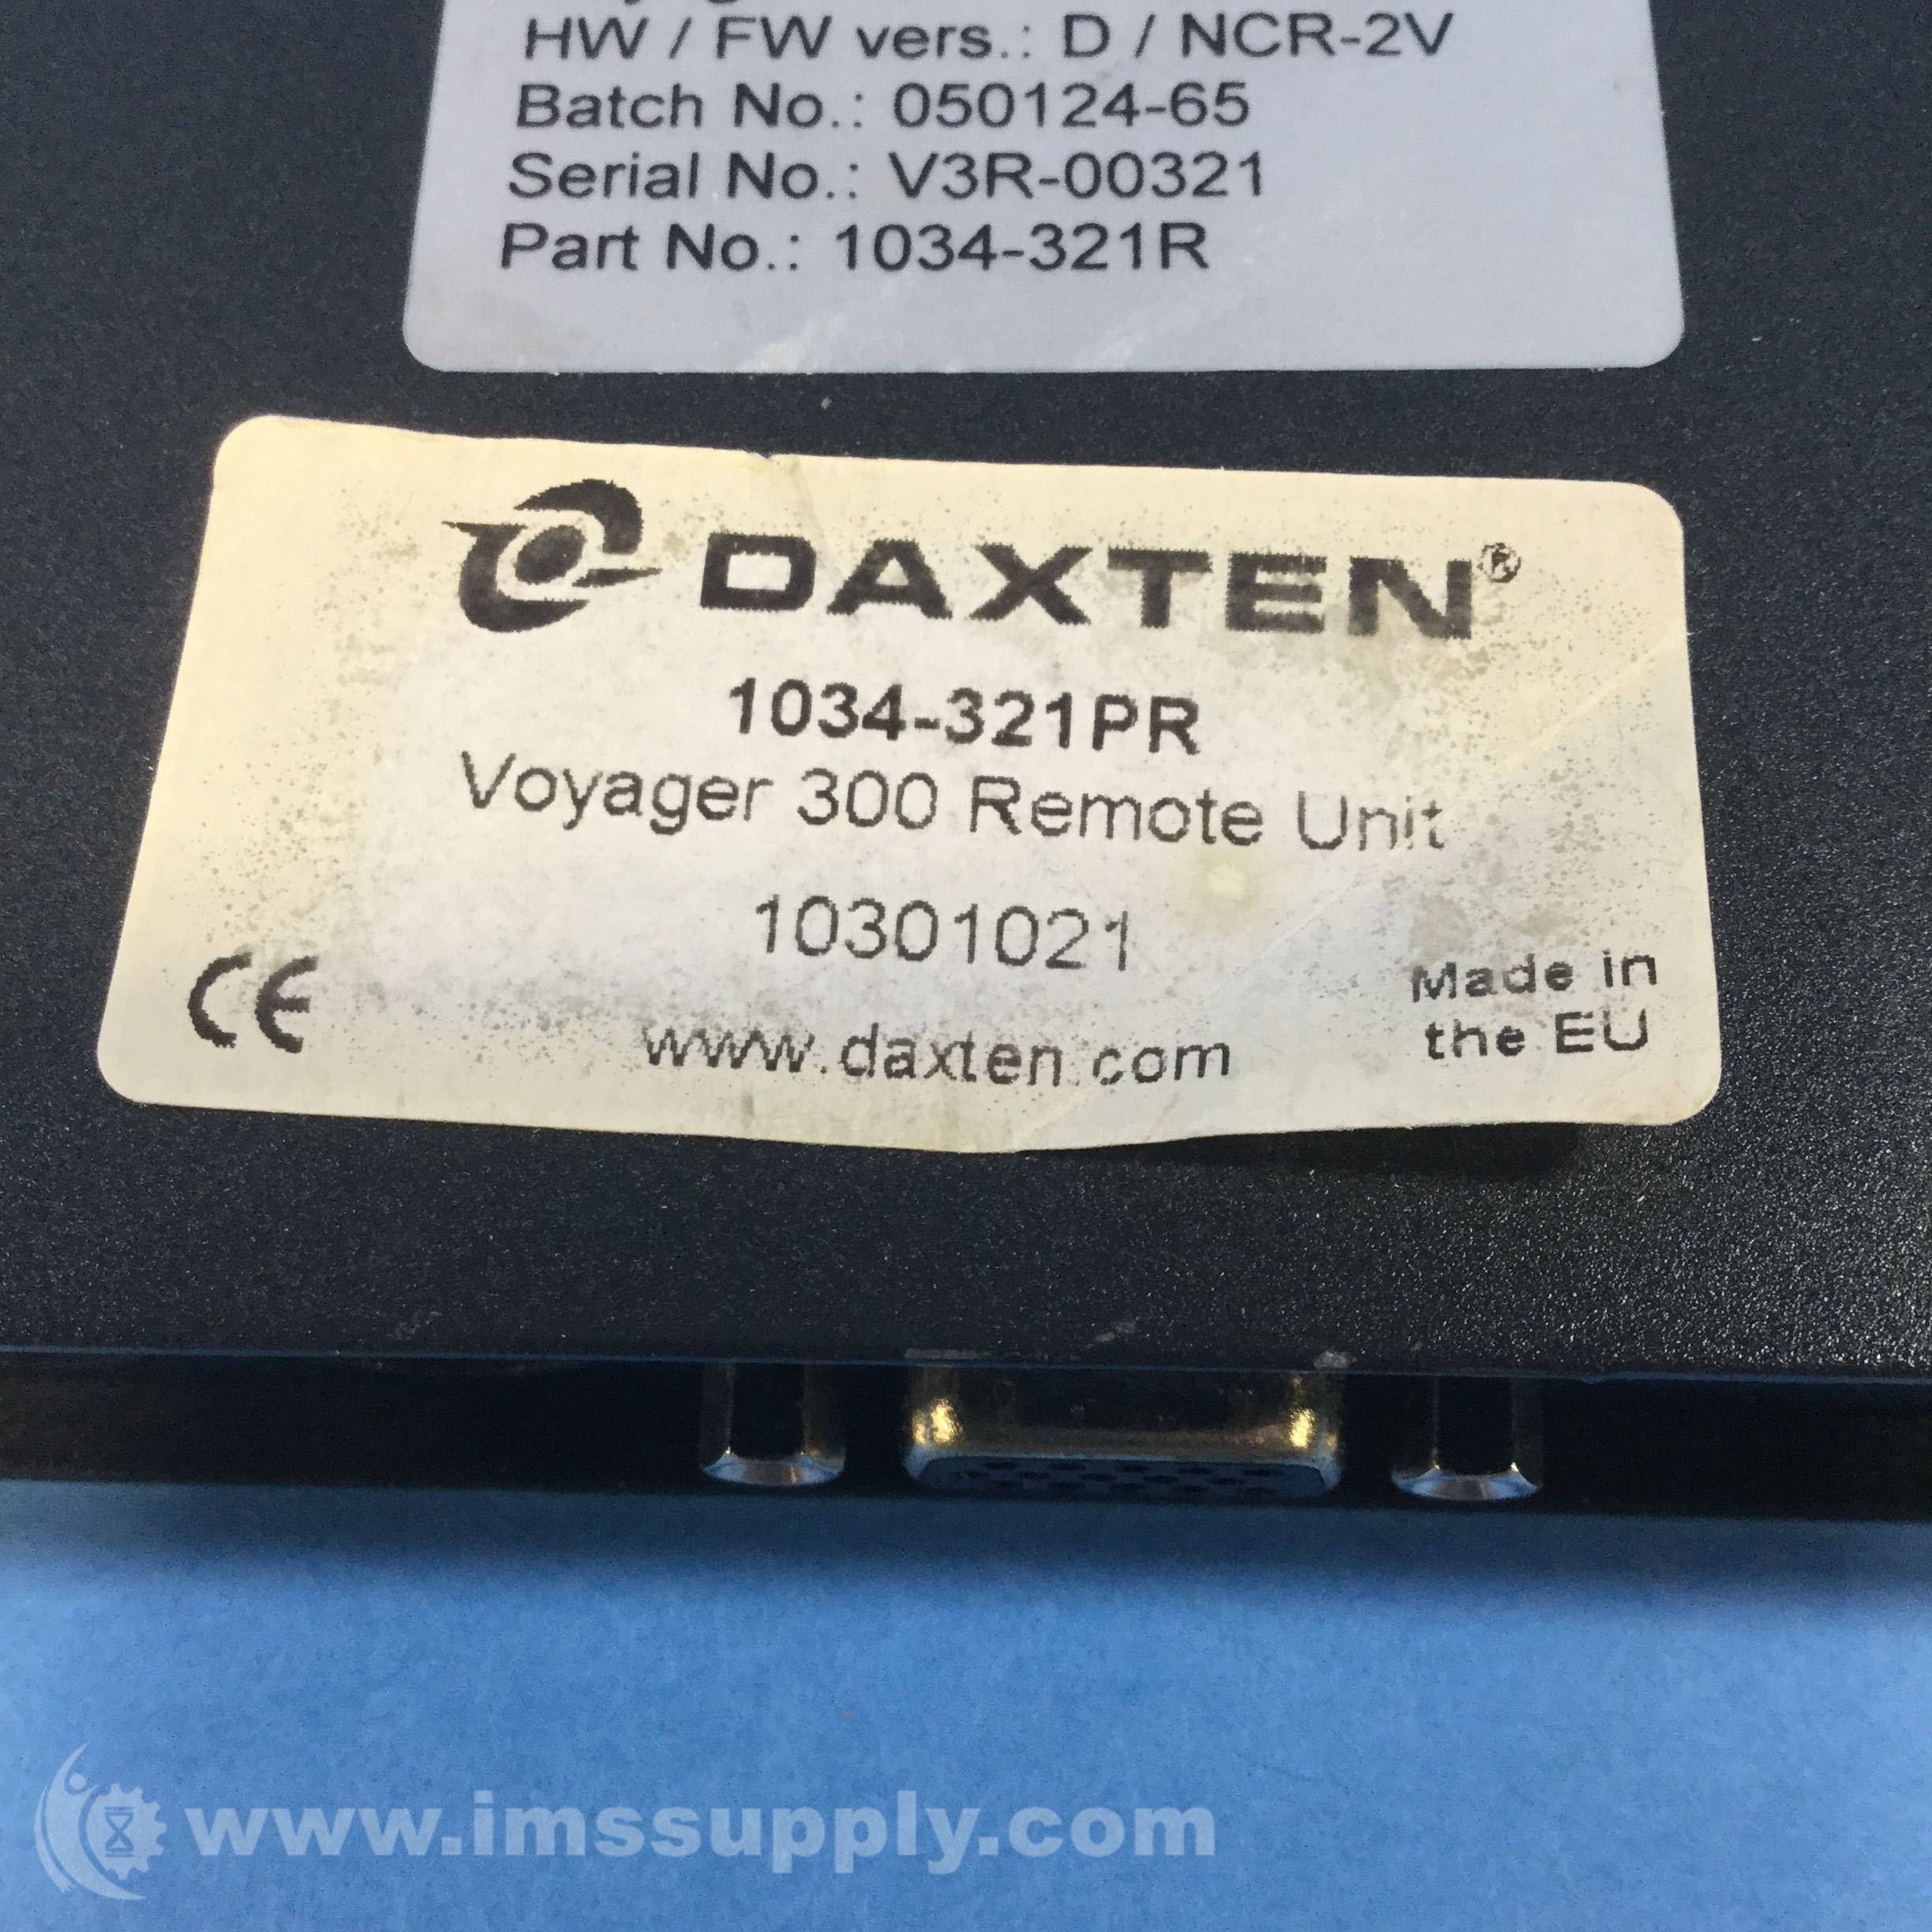 HW / FW vers.: D / NCR-2V
Batch No.: 050124-65
Serial No.: V3R-00321
Part No.: 1034-321R
DAXTEN®
1034-321PR
Voyager 300 Remote Unit
10301021
CE
Made in
the EU
www.daxten.com
www.imssupply.com